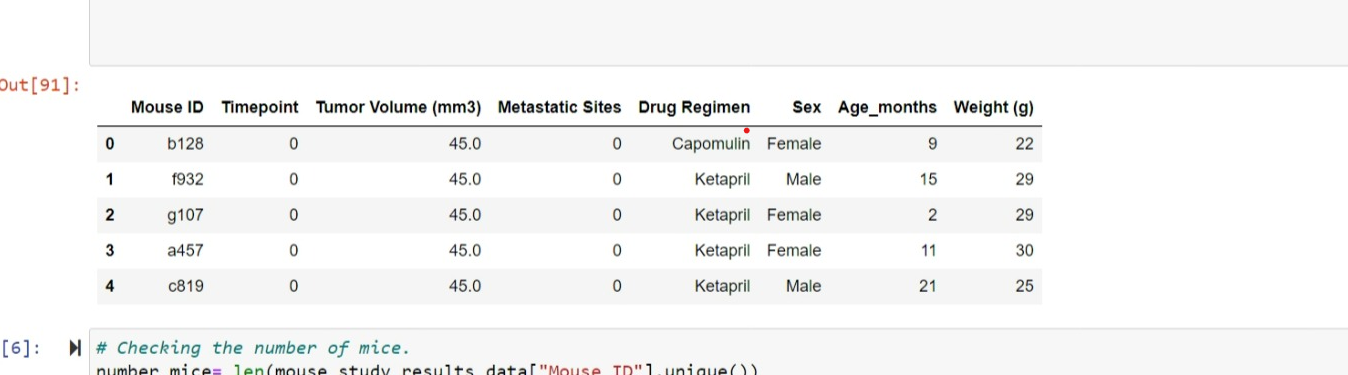 Out[91]:
Mouse ID Timepoint Tumor Volume (mm3) Metastatic Sites Drug Regimen Sex Age_months Weight (g)
0 b128 0 45.0 0 Capomulin Female 9 22
1 f932 0 45.0 0 Ketapril Male 15 29
2 g107 0 45.0 0 Ketapril Female 2 29
3 a457 0 45.0 0 Ketapril Female 11 30
4 c819 0 45.0 0 Ketapril Male 21 25
[6]: # Checking the number of mice.
number_mice= len(mouse_study_results_data["Mouse ID"].unique())